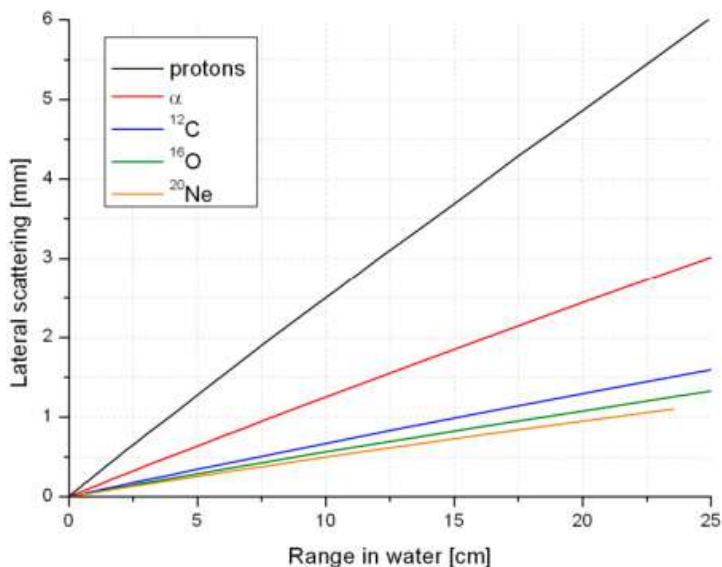 6
5
4
3
2
1
0
Lateral scattering [mm]
protons
α
¹²C
¹⁶O
²⁰Ne
0 5 10 15 20 25
Range in water [cm]